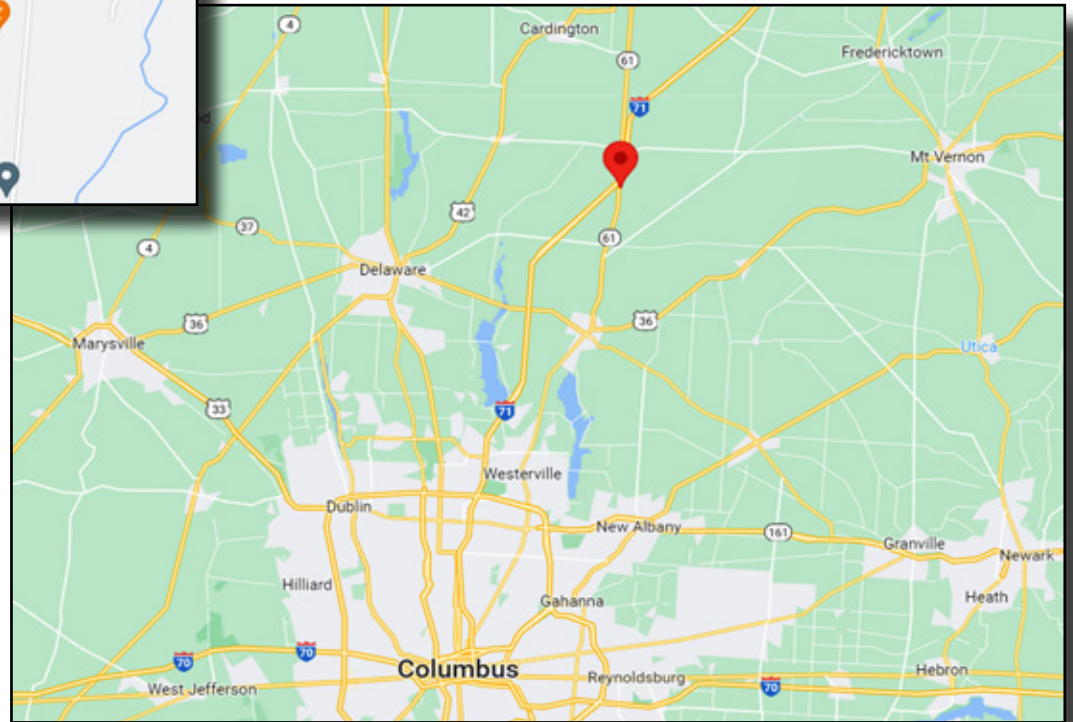 4
Cardington
61
Fredericktown
71
Mt Vernon
42
37
61
4
Delaware
36
36
Marysville
Utica
33
71
Westerville
Dublin
New Albany
161
Granville
Newark
Hilliard
Gahanna
Heath
70
70
Columbus
Reynoldsburg
Hebron
70
West Jefferson